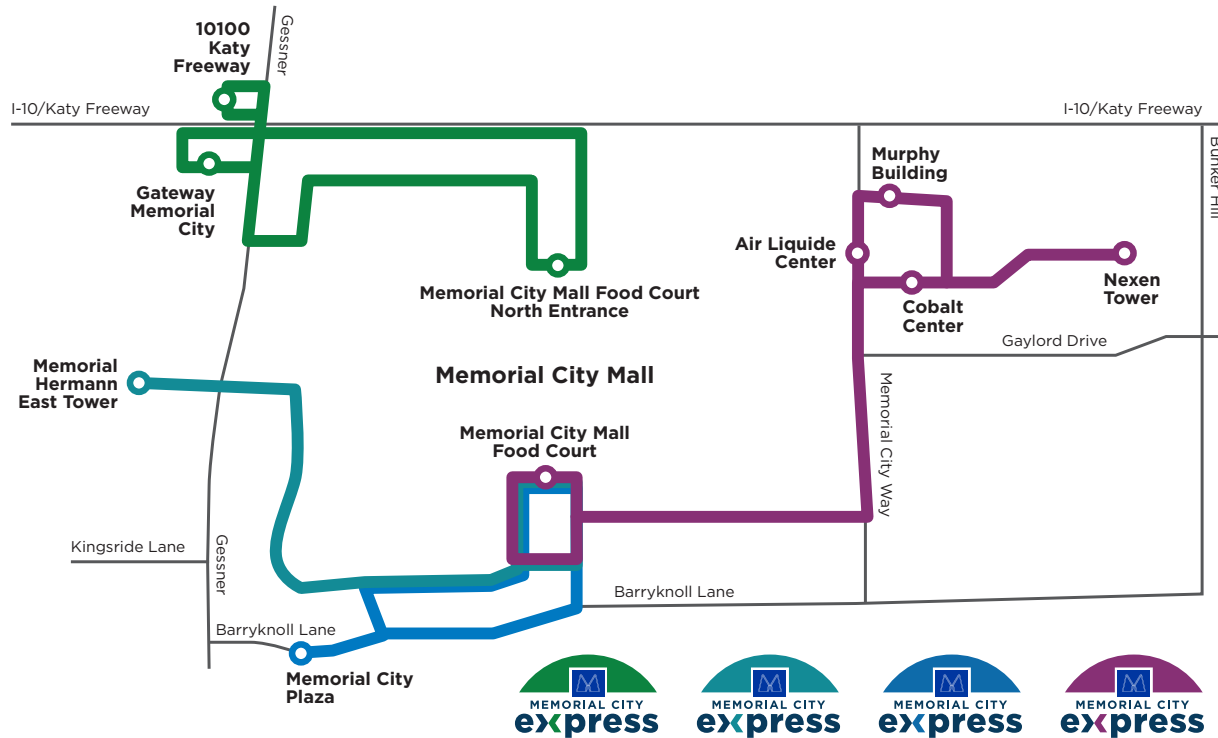 10100
Katy
Freeway
Gessner
I-10/Katy Freeway
I-10/Katy Freeway
Bunker Hill
Murphy
Building
Gateway
Memorial
City
Air Liquide
Center
Nexen
Tower
Memorial City Mall Food Court
North Entrance
Cobalt
Center
Gaylord Drive
Memorial
Hermann
East Tower
Memorial City Mall
Memorial City Way
Memorial City Mall
Food Court
Kingsride Lane
Gessner
Barryknoll Lane
Barryknoll Lane
Memorial City
Plaza
MEMORIAL CITY
express
MEMORIAL CITY
express
MEMORIAL CITY
express
MEMORIAL CITY
express